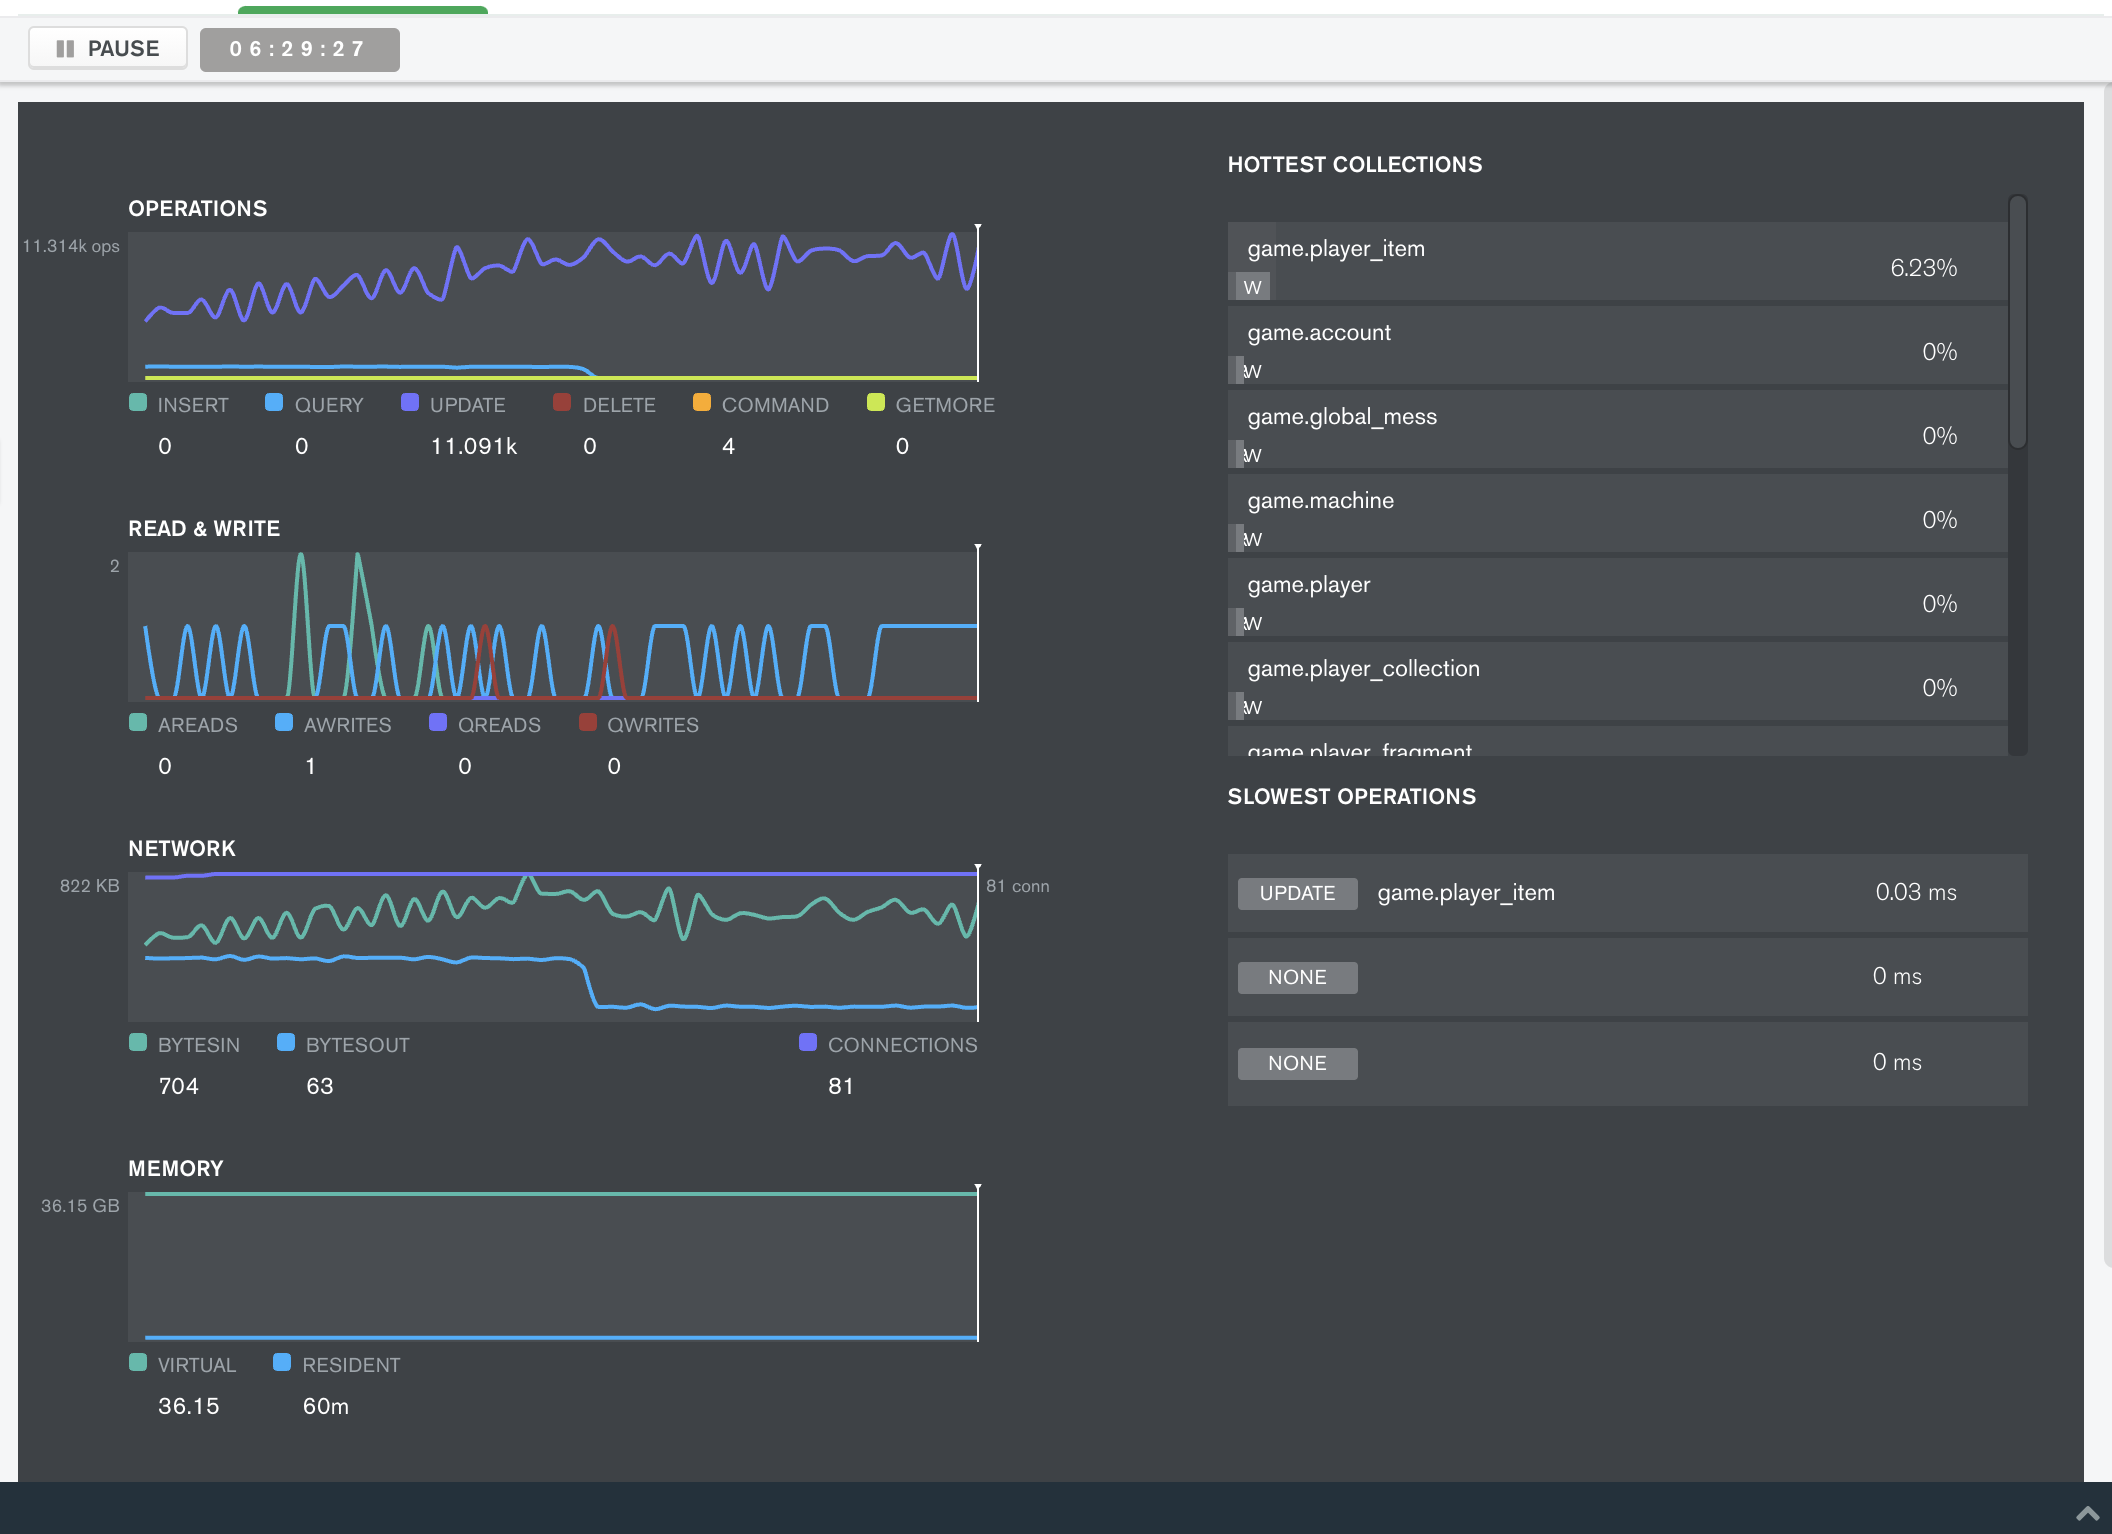 PAUSE
06:29:27
OPERATIONS
11.314k ops
INSERT QUERY UPDATE DELETE COMMAND GETMORE
0 0 11.091k 0 4 0
READ & WRITE
2
AREADS AWRITES QREADS QWRITES
0 1 0 0
NETWORK
822 KB
81 conn
BYTESIN BYTESOUT CONNECTIONS
704 63 81
MEMORY
36.15 GB
VIRTUAL RESIDENT
36.15 60m
HOTTEST COLLECTIONS
game.player_item
6.23%
W
game.account
0%
W
game.global_mess
0%
W
game.machine
0%
W
game.player
0%
W
game.player_collection
0%
W
game.player_fragment
SLOWEST OPERATIONS
UPDATE game.player_item 0.03 ms
NONE 0 ms
NONE 0 ms